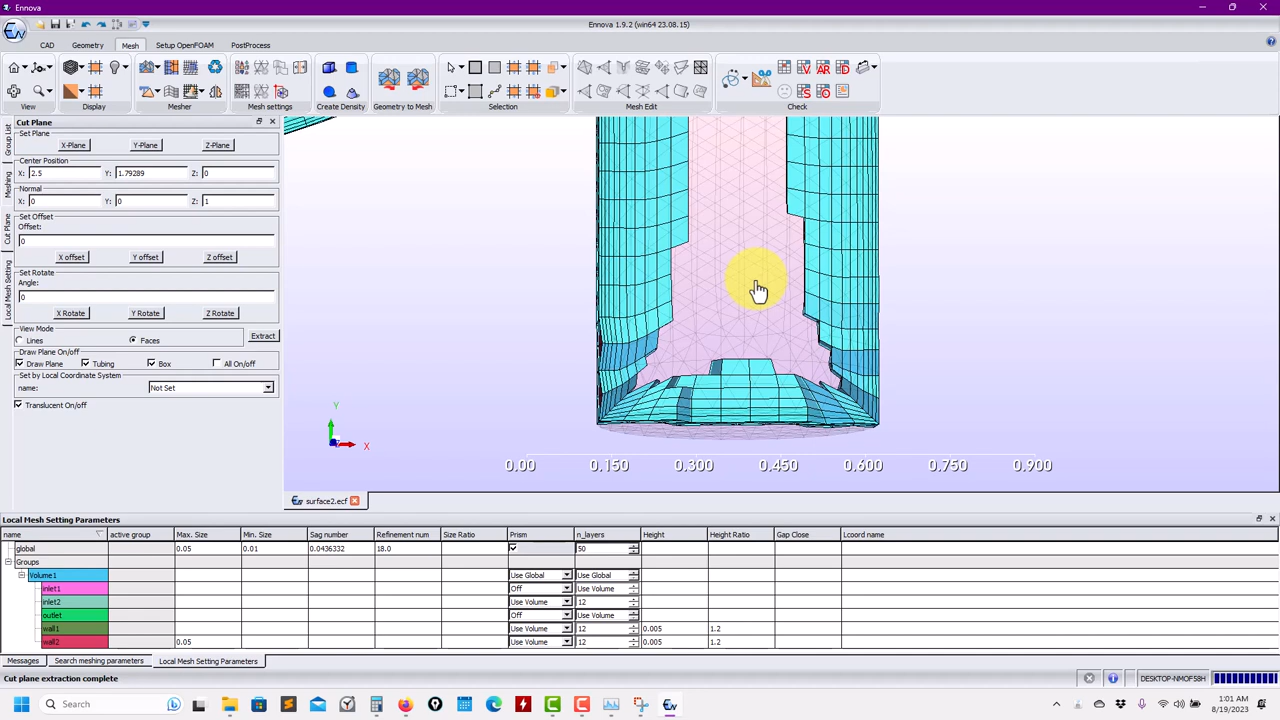 Ennova
Ennova 1.9.2 (win64 23.08.15)
CAD Geometry Mesh Setup OpenFOAM PostProcess
View Display Mesher Mesh settings Create Density Geometry to Mesh Selection Mesh Edit Check
Cut Plane
Set Plane
X-Plane Y-Plane Z-Plane
Center Position
X: 2.5 Y: 1.79289 Z: 0
Normal
X: 0 Y: 0 Z: 1
Set Offset
Offset:
0
X offset Y offset Z offset
Set Rotate
Angle:
0
X Rotate Y Rotate Z Rotate
View Mode
Lines Faces Extract
Draw Plane On/off
Draw Plane Tubing Box All On/off
Set by Local Coordinate System
name: Not Set
Translucent On/off
Group List
Meshing
Cut Plane
Local Mesh Setting
Y
X
0.00 0.150 0.300 0.450 0.600 0.750 0.900
surface2.ecf
Local Mesh Setting Parameters
name active group Max. Size Min. Size Sag number Refinement num Size Ratio Prism n_layers Height Height Ratio Gap Close Lcoord name
global 0.05 0.01 0.0436332 18.0 50
Groups
Volume1 Use Global Use Global
inlet1 Off Use Volume
inlet2 Use Volume 12
outlet Off Use Volume
wall1 Use Volume 12 0.005 1.2
wall2 0.05 Use Volume 12 0.005 1.2
Messages Search meshing parameters Local Mesh Setting Parameters
Cut plane extraction complete
DESKTOP-NMOFS8H
Search
1:01 AM
8/19/2023